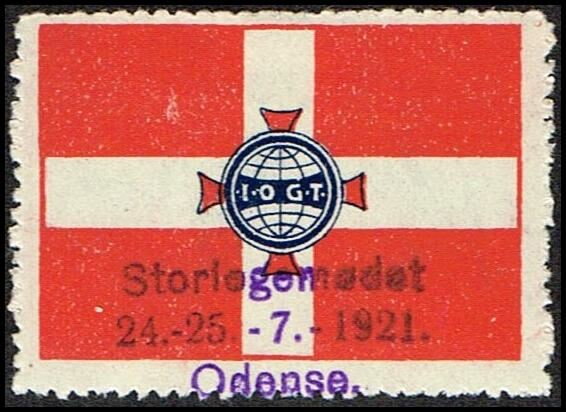 ·I·O G·T·
Storlogemødet
24.-25.-7.-1921.
Odense.